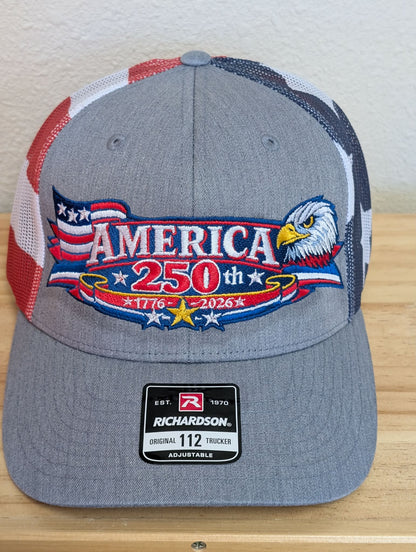 AMERICA
250th
1776 - 2026
EST. R 1970
RICHARDSON®
ORIGINAL 112 TRUCKER
ADJUSTABLE